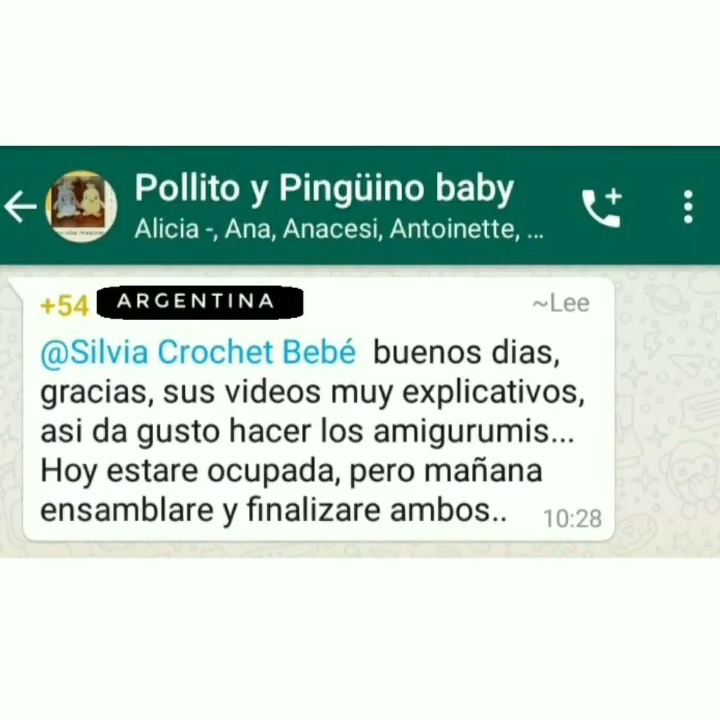 Pollito y Pingüino baby
Alicia -, Ana, Anacesi, Antoinette, ...
+54 ARGENTINA ~Lee
@Silvia Crochet Bebé buenos dias,
gracias, sus videos muy explicativos,
asi da gusto hacer los amigurumis...
Hoy estare ocupada, pero mañana
ensamblare y finalizare ambos..
10:28